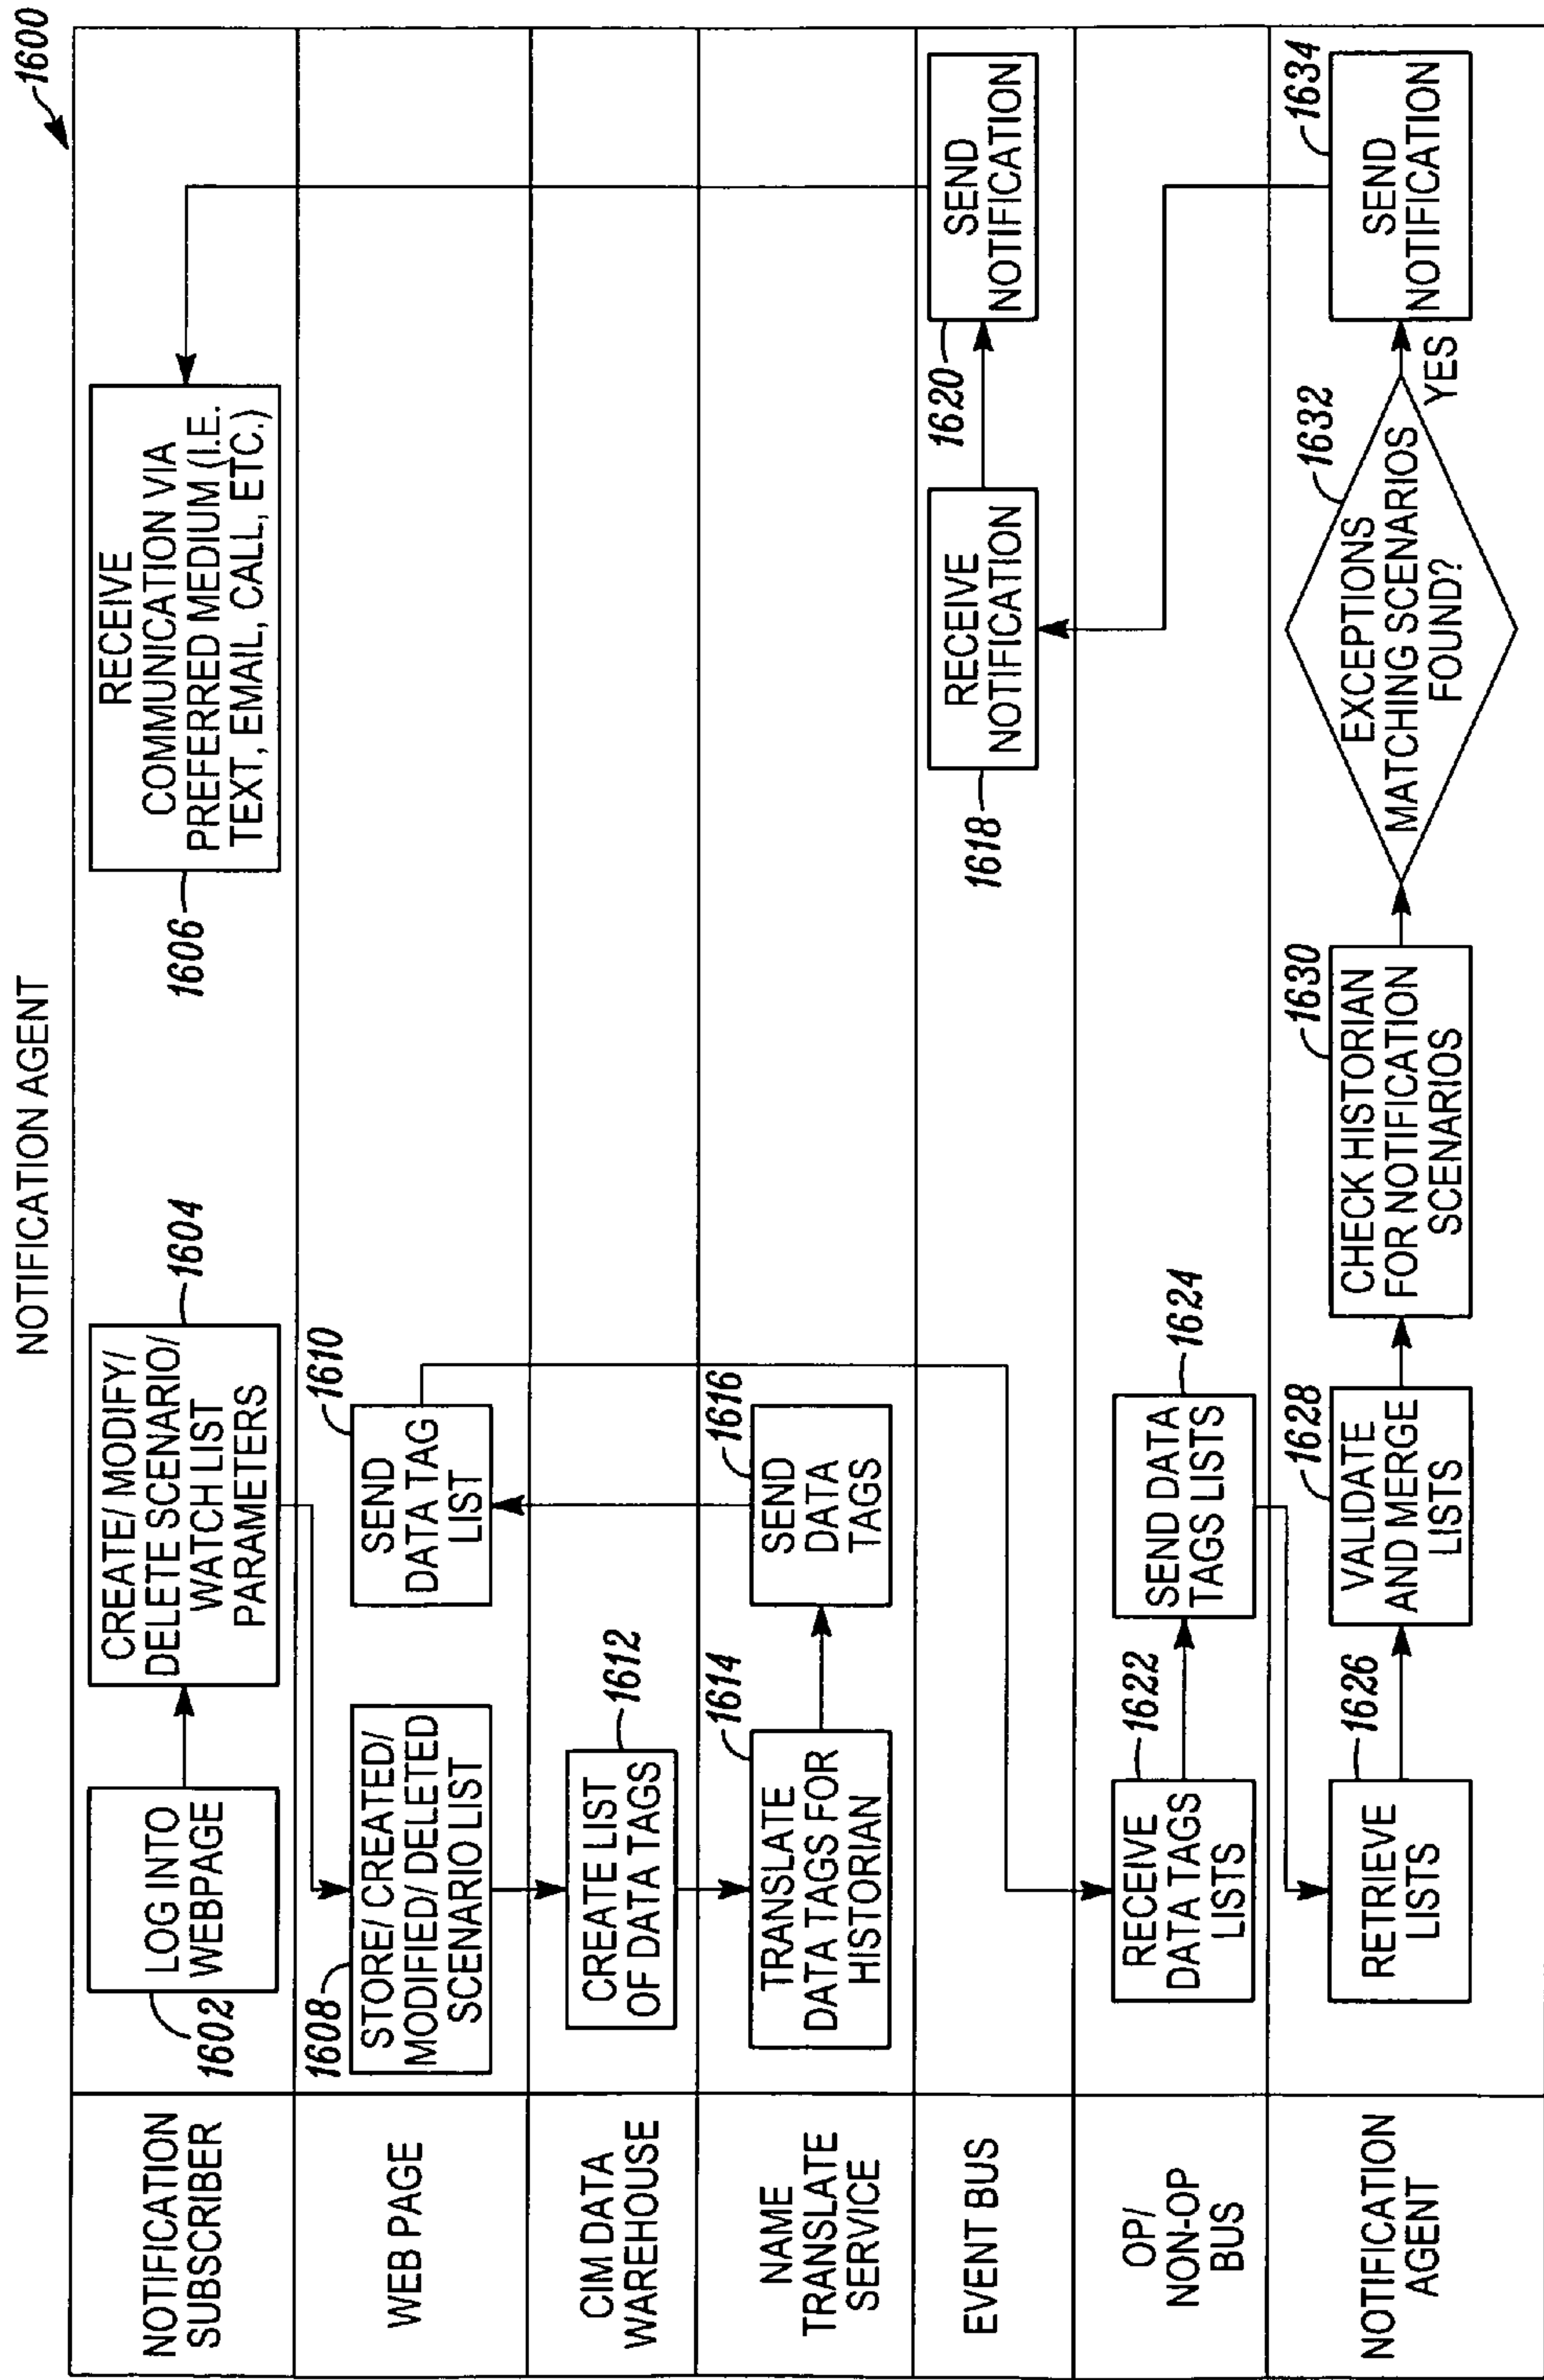 NOTIFICATION AGENT
1600
NOTIFICATION
SUBSCRIBER
LOG INTO
WEBPAGE
1602
CREATE/ MODIFY/
DELETE SCENARIO/
WATCH LIST
PARAMETERS
1604
RECEIVE
COMMUNICATION VIA
PREFERRED MEDIUM (I.E.
TEXT, EMAIL, CALL, ETC.)
1606
WEB PAGE
STORE/ CREATED/
MODIFIED/ DELETED
SCENARIO LIST
1608
SEND
DATA TAG
LIST
1610
CIM DATA
WAREHOUSE
CREATE LIST
OF DATA TAGS
1612
NAME
TRANSLATE
SERVICE
TRANSLATE
DATA TAGS FOR
HISTORIAN
1614
SEND
DATA
TAGS
1616
EVENT BUS
RECEIVE
NOTIFICATION
1618
SEND
NOTIFICATION
1620
OP/
NON-OP
BUS
RECEIVE
DATA TAGS
LISTS
1622
SEND DATA
TAGS LISTS
1624
NOTIFICATION
AGENT
RETRIEVE
LISTS
1626
VALIDATE
AND MERGE
LISTS
1628
CHECK HISTORIAN
FOR NOTIFICATION
SCENARIOS
1630
EXCEPTIONS
MATCHING SCENARIOS
FOUND?
1632
YES
SEND
NOTIFICATION
1634